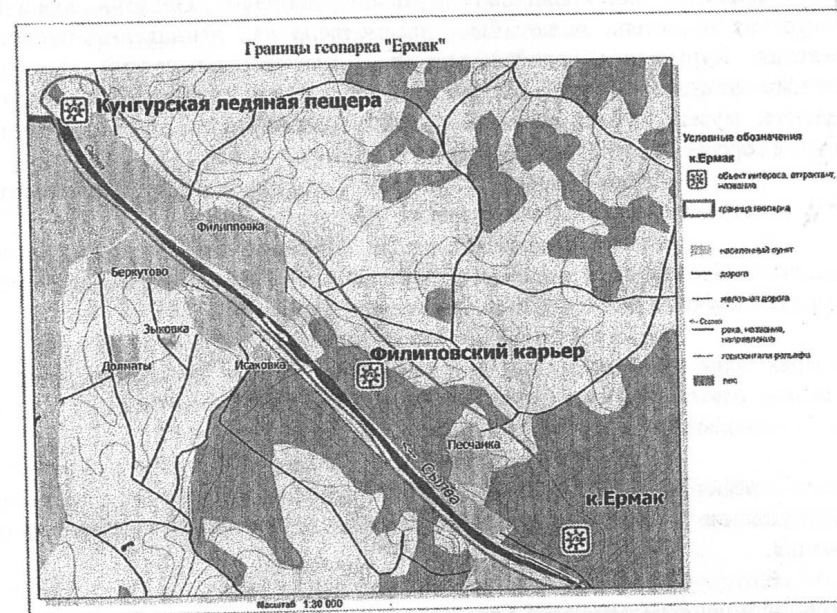 Границы геопарка "Ермак"
Кунгурская ледяная пещера
Филипповка
Беркутово
Зыковка
Долматы
Исаковка
Филиповский карьер
Песчанка
Сылва
к.Ермак
Масштаб 1:30 000
Условные обозначения
к.Ермак
объект интереса, аттрактант,
название
граница геопарка
населенный пункт
дорога
железная дорога
Сылва
река, название,
направление
горизонтали рельефа
лес